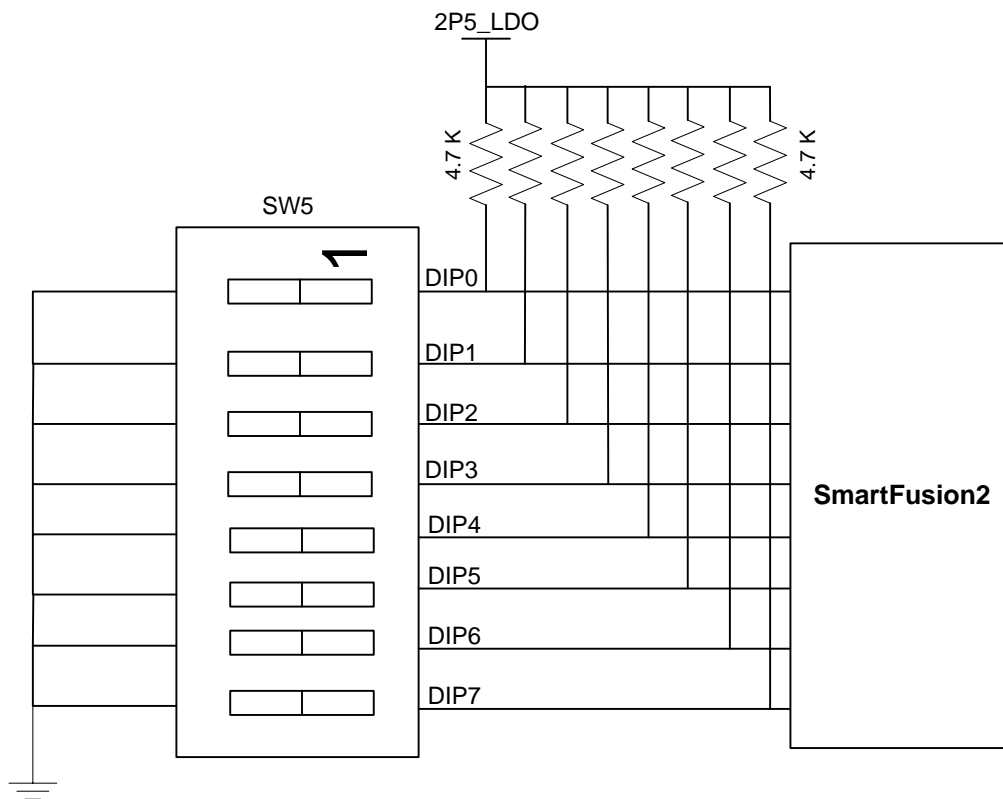 2P5_LDO
4.7 K
4.7 K
SW5
1
DIP0
DIP1
DIP2
DIP3
DIP4
DIP5
DIP6
DIP7
SmartFusion2